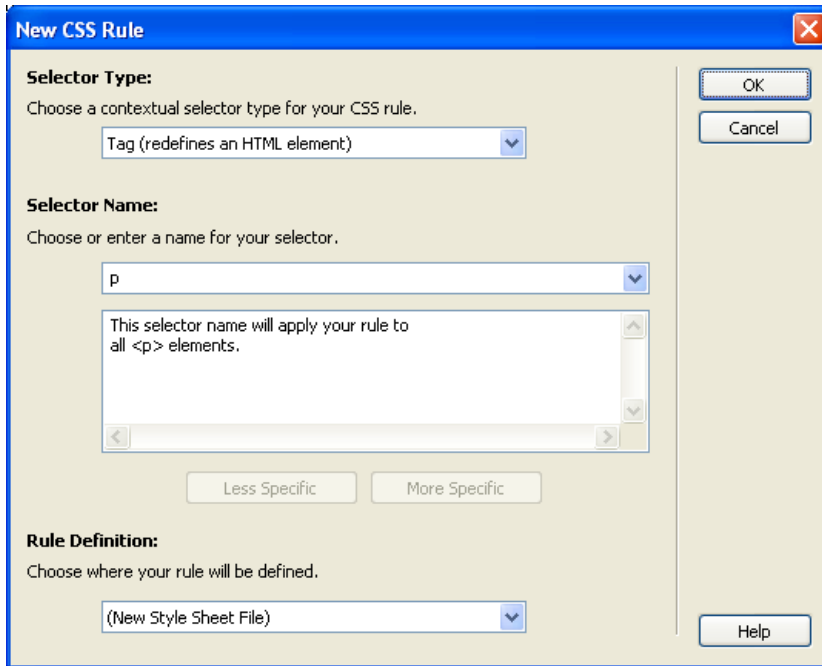 New CSS Rule
Selector Type:
Choose a contextual selector type for your CSS rule.
Tag (redefines an HTML element)
OK
Cancel
Selector Name:
Choose or enter a name for your selector.
p
This selector name will apply your rule to
all <p> elements.
Less Specific
More Specific
Rule Definition:
Choose where your rule will be defined.
(New Style Sheet File)
Help